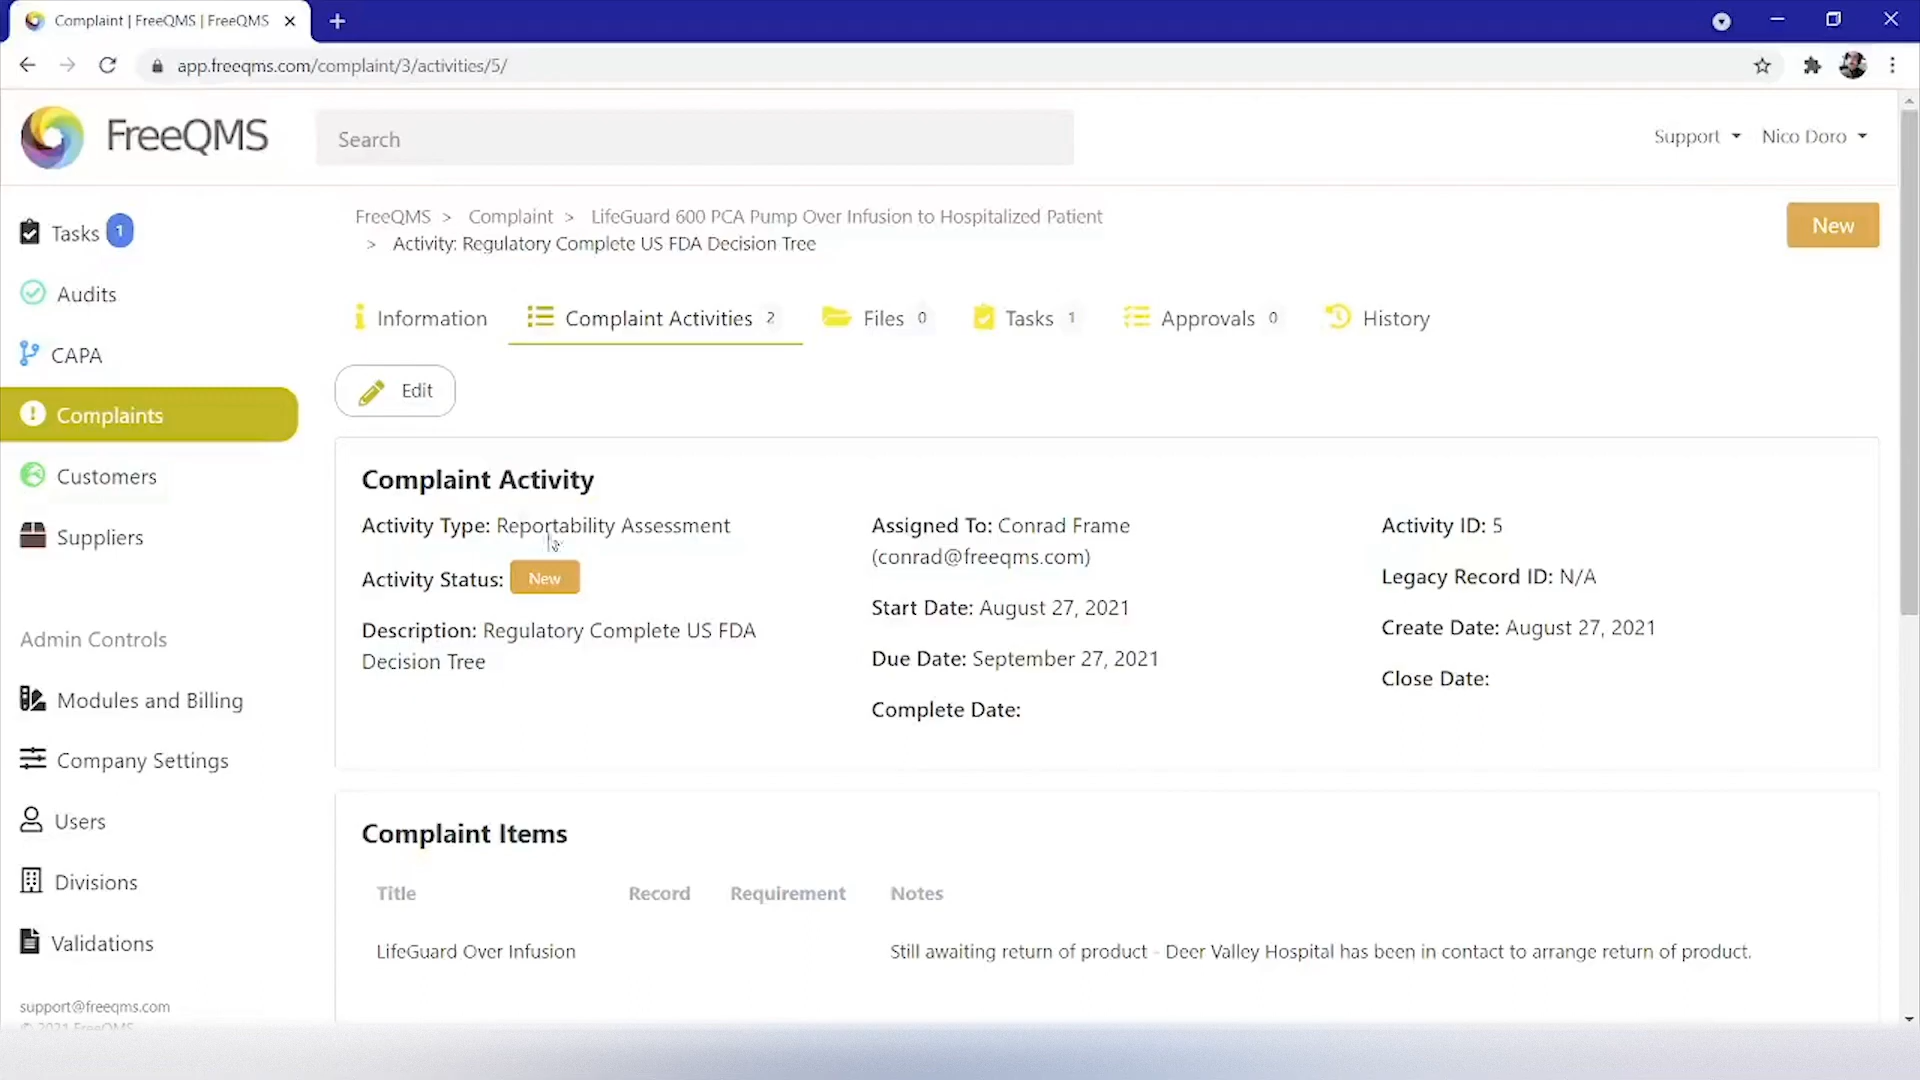 Complaint | FreeQMS | FreeQMS
app.freeqms.com/complaint/3/activities/5/
FreeQMS
Search
Support
Nico Doro
Tasks 1
Audits
CAPA
Complaints
Customers
Suppliers
Admin Controls
Modules and Billing
Company Settings
Users
Divisions
Validations
support@freeqms.com
© 2021 FreeQMS
FreeQMS > Complaint > LifeGuard 600 PCA Pump Over Infusion to Hospitalized Patient
> Activity: Regulatory Complete US FDA Decision Tree
New
Information
Complaint Activities 2
Files 0
Tasks 1
Approvals 0
History
Edit
Complaint Activity
Activity Type: Reportability Assessment
Activity Status: New
Description: Regulatory Complete US FDA
Decision Tree
Assigned To: Conrad Frame
(conrad@freeqms.com)
Start Date: August 27, 2021
Due Date: September 27, 2021
Complete Date:
Activity ID: 5
Legacy Record ID: N/A
Create Date: August 27, 2021
Close Date:
Complaint Items
Title Record Requirement Notes
LifeGuard Over Infusion Still awaiting return of product - Deer Valley Hospital has been in contact to arrange return of product.